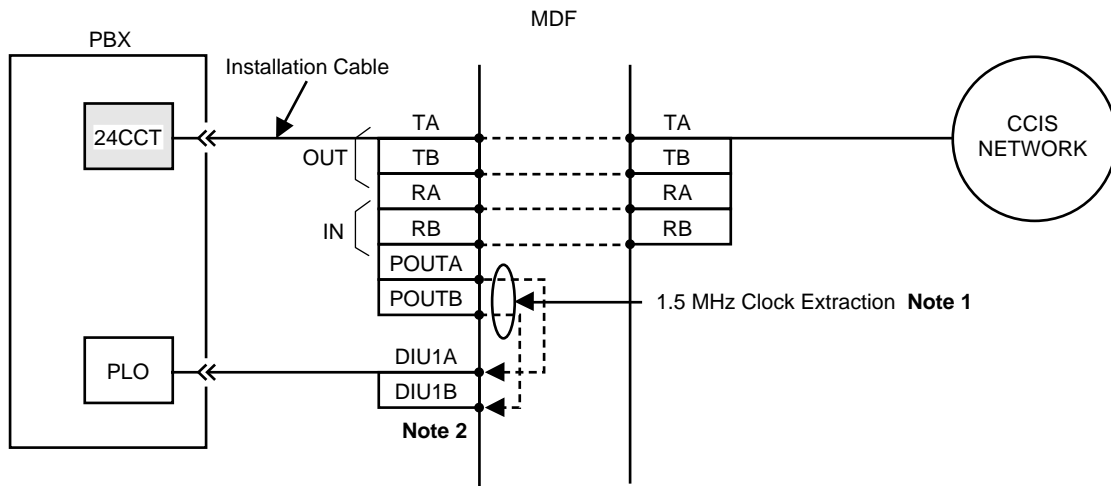 MDF
PBX
Installation Cable
24CCT
OUT
IN
TA
TB
RA
RB
POUTA
POUTB
TA
TB
RA
RB
CCIS
NETWORK
1.5 MHz Clock Extraction Note 1
PLO
DIU1A
DIU1B
Note 2